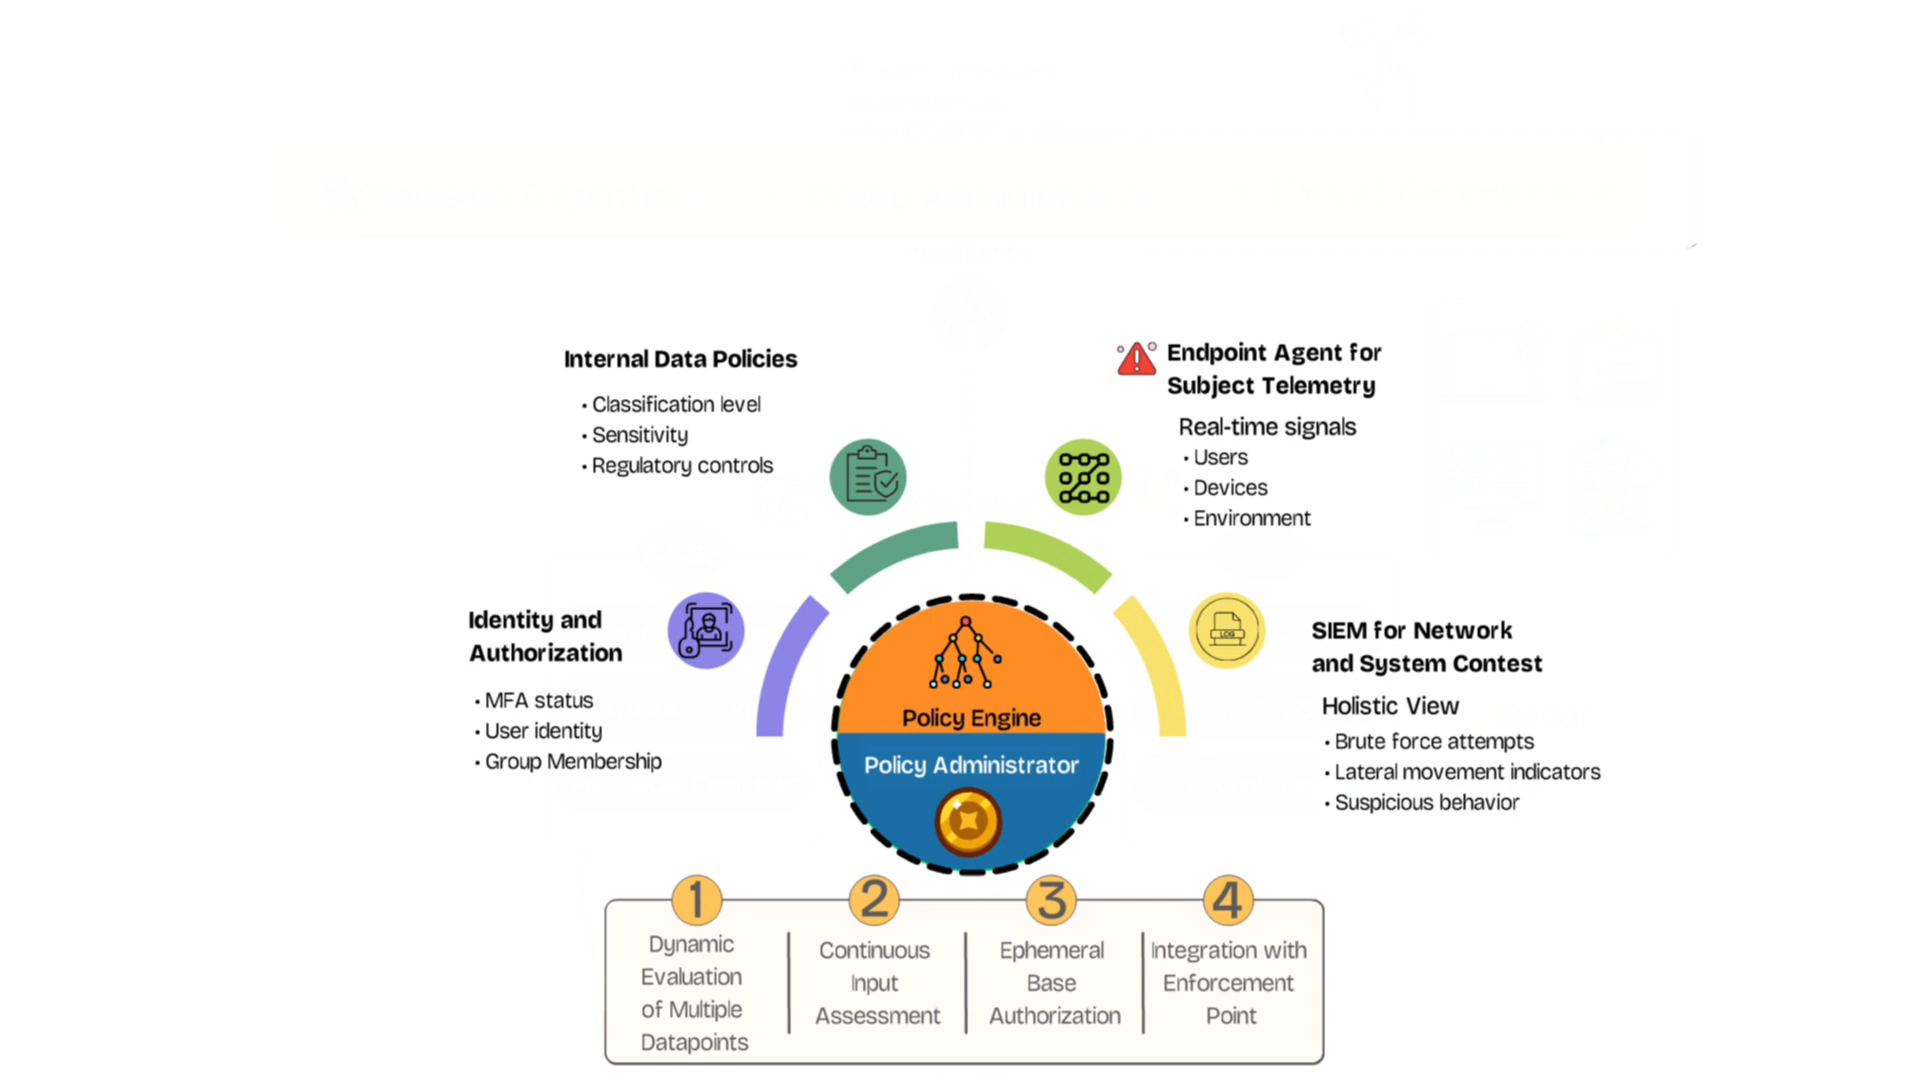 Internal Data Policies
• Classification level
• Sensitivity
• Regulatory controls
Endpoint Agent for
Subject Telemetry
Real-time signals
• Users
• Devices
• Environment
Identity and
Authorization
• MFA status
• User identity
• Group Membership
LOG
SIEM for Network
and System Contest
Holistic View
• Brute force attempts
• Lateral movement indicators
• Suspicious behavior
Policy Engine
Policy Administrator
1
Dynamic
Evaluation
of Multiple
Datapoints
2
Continuous
Input
Assessment
3
Ephemeral
Base
Authorization
4
Integration with
Enforcement
Point